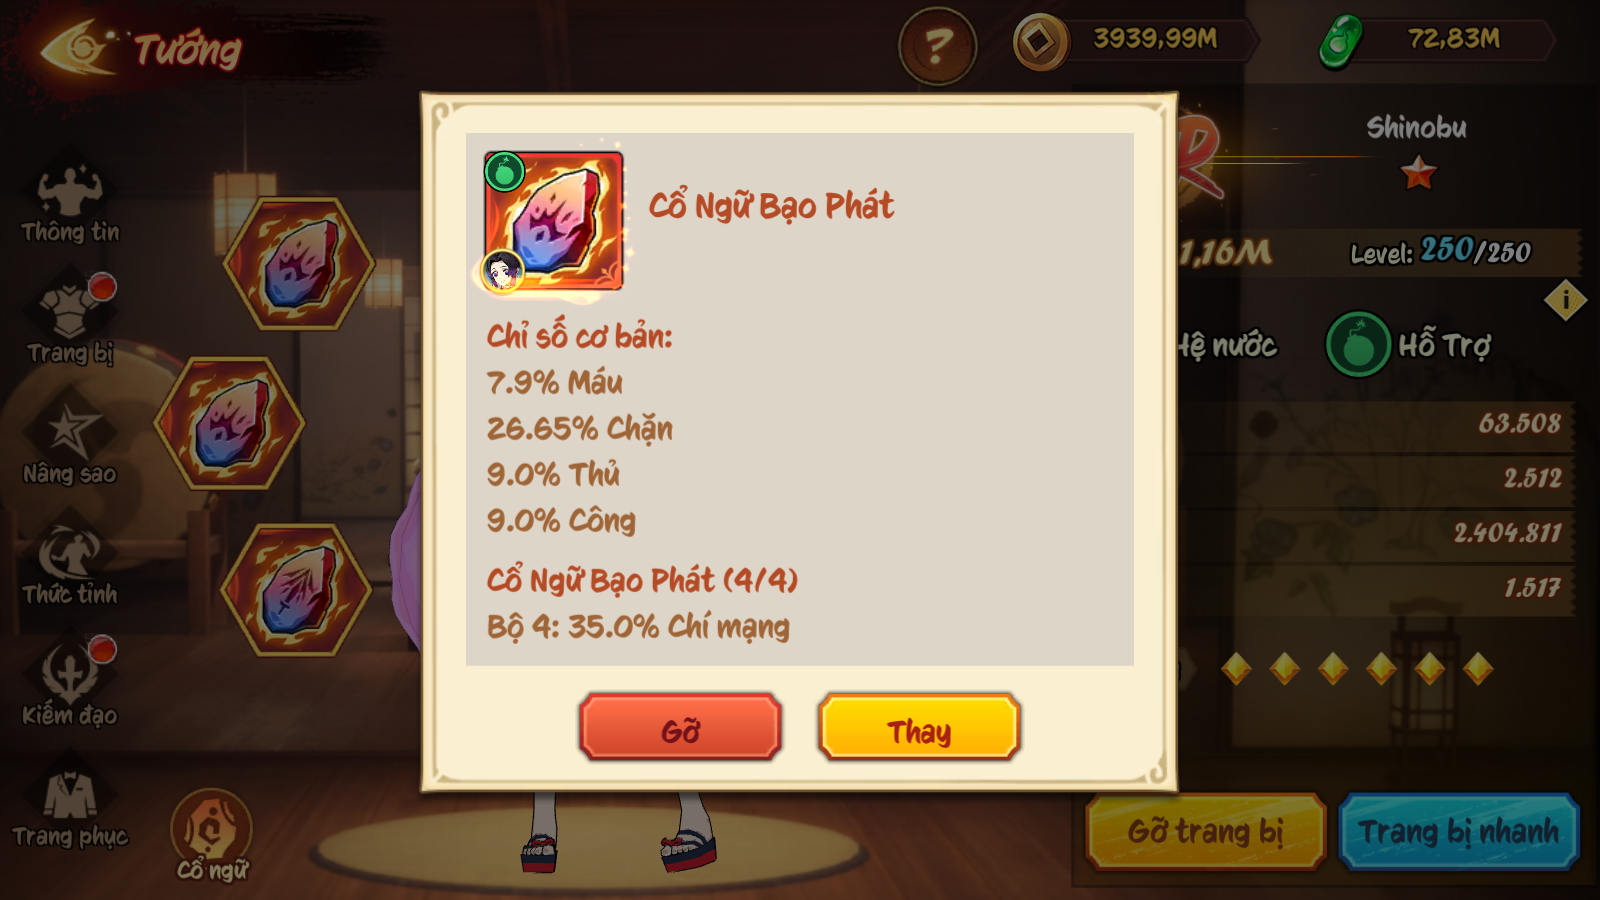 Tướng
?
3939,99M
72,83M
Shinobu
Thông tin
Trang bị
Nâng sao
Thức tỉnh
Kiếm đạo
Trang phục
Cổ ngữ
Cổ Ngữ Bạo Phát
Chỉ số cơ bản:
7.9% Máu
26.65% Chặn
9.0% Thủ
9.0% Công
Cổ Ngữ Bạo Phát (4/4)
Bộ 4: 35.0% Chí mạng
Gỡ
Thay
R
1,16M
Level: 250/250
i
Hệ nước
Hỗ Trợ
63.508
2.512
2.404.811
1.517
Gỡ trang bị
Trang bị nhanh